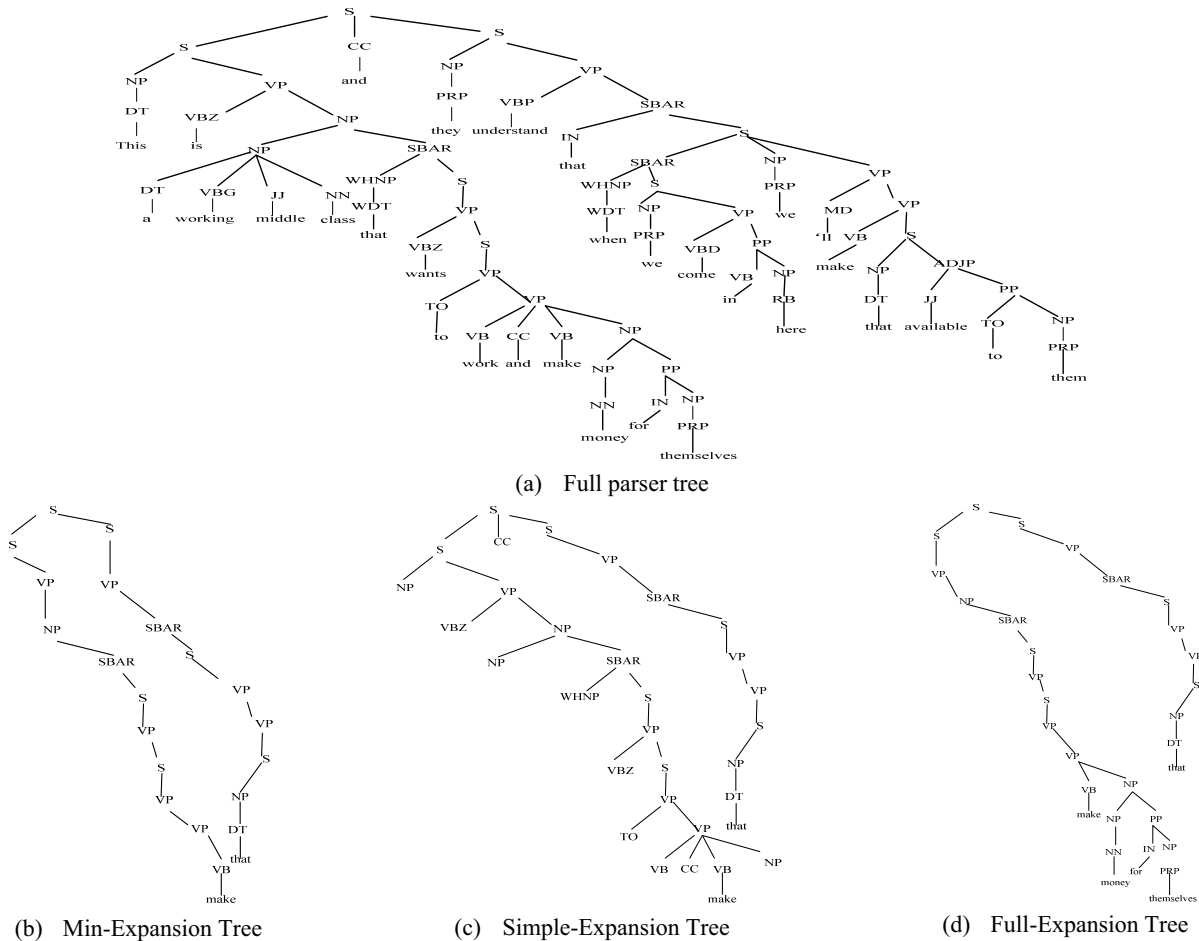 S
S CC S
and
NP VP NP VP
DT VBZ NP PRP VBP SBAR
This is they understand
NP SBAR IN S
that
DT VBG JJ NN WHNP S SBAR NP VP
a working middle class WDT WHNP S PRP MD VP
that VP WDT NP VP we 'll VB S
VBZ S when PRP VBD PP make NP ADJP
wants VP we come VB NP DT JJ PP
TO VP in RB that available TO NP
to VB CC VB NP here to PRP
work and make NP PP them
NN IN NP
money for PRP
themselves
(a) Full parser tree
S
S S
VP VP
NP SBAR
SBAR S
S VP
VP VP
S S
VP NP
VP DT
VB that
make
(b) Min-Expansion Tree
S
S CC S
NP VP VP
VBZ NP SBAR
NP SBAR S
WHNP S VP
VP VP
VBZ S S
VP NP
TO VP DT
that
VB CC VB NP
make
(c) Simple-Expansion Tree
S
S S
VP VP
NP SBAR
SBAR S
S VP
VP VP
S S
VP NP
VP DT
VB NP that
make NP PP
NN IN NP
money for PRP
themselves
(d) Full-Expansion Tree